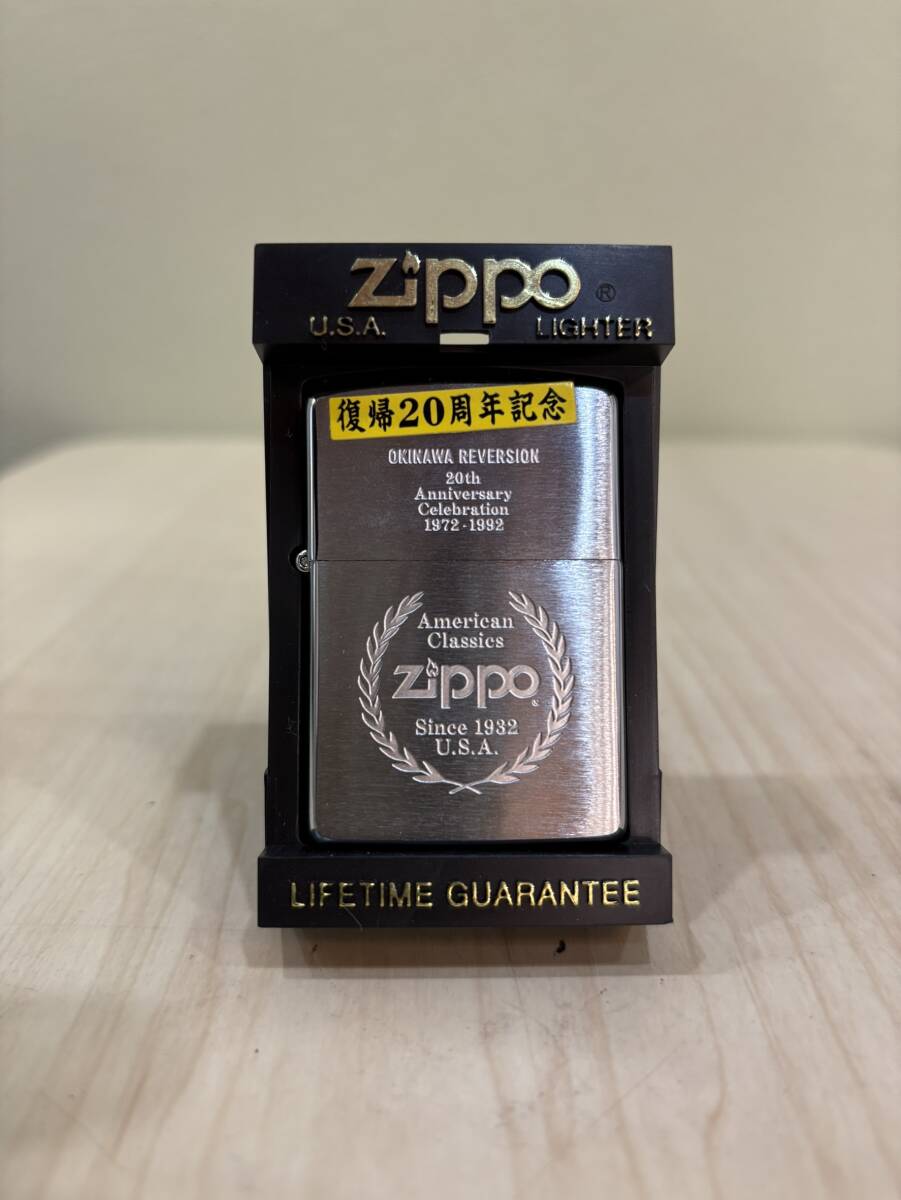 Zippo ®
U.S.A. LIGHTER
復帰20周年記念
OKINAWA REVERSION
20th
Anniversary
Celebration
1972-1992
American
Classics
Zippo ®
Since 1932
U.S.A.
LIFETIME GUARANTEE